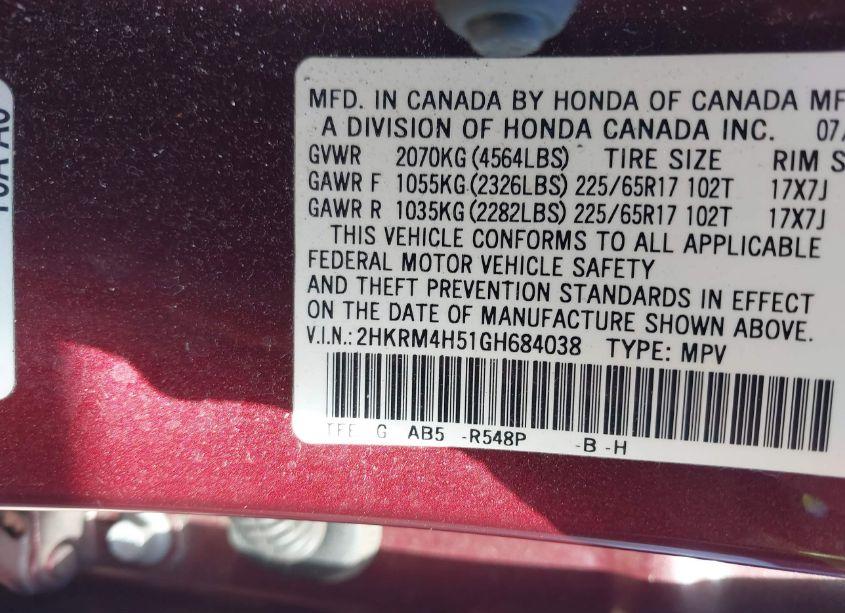 MFD. IN CANADA BY HONDA OF CANADA MF
A DIVISION OF HONDA CANADA INC. 07/
GVWR 2070KG (4564LBS) TIRE SIZE RIM S
GAWR F 1055KG (2326LBS) 225/65R17 102T 17X7J
GAWR R 1035KG (2282LBS) 225/65R17 102T 17X7J
THIS VEHICLE CONFORMS TO ALL APPLICABLE
FEDERAL MOTOR VEHICLE SAFETY
AND THEFT PREVENTION STANDARDS IN EFFECT
ON THE DATE OF MANUFACTURE SHOWN ABOVE.
V.I.N.: 2HKRM4H51GH684038 TYPE: MPV
G AB5 -R548P -B -H